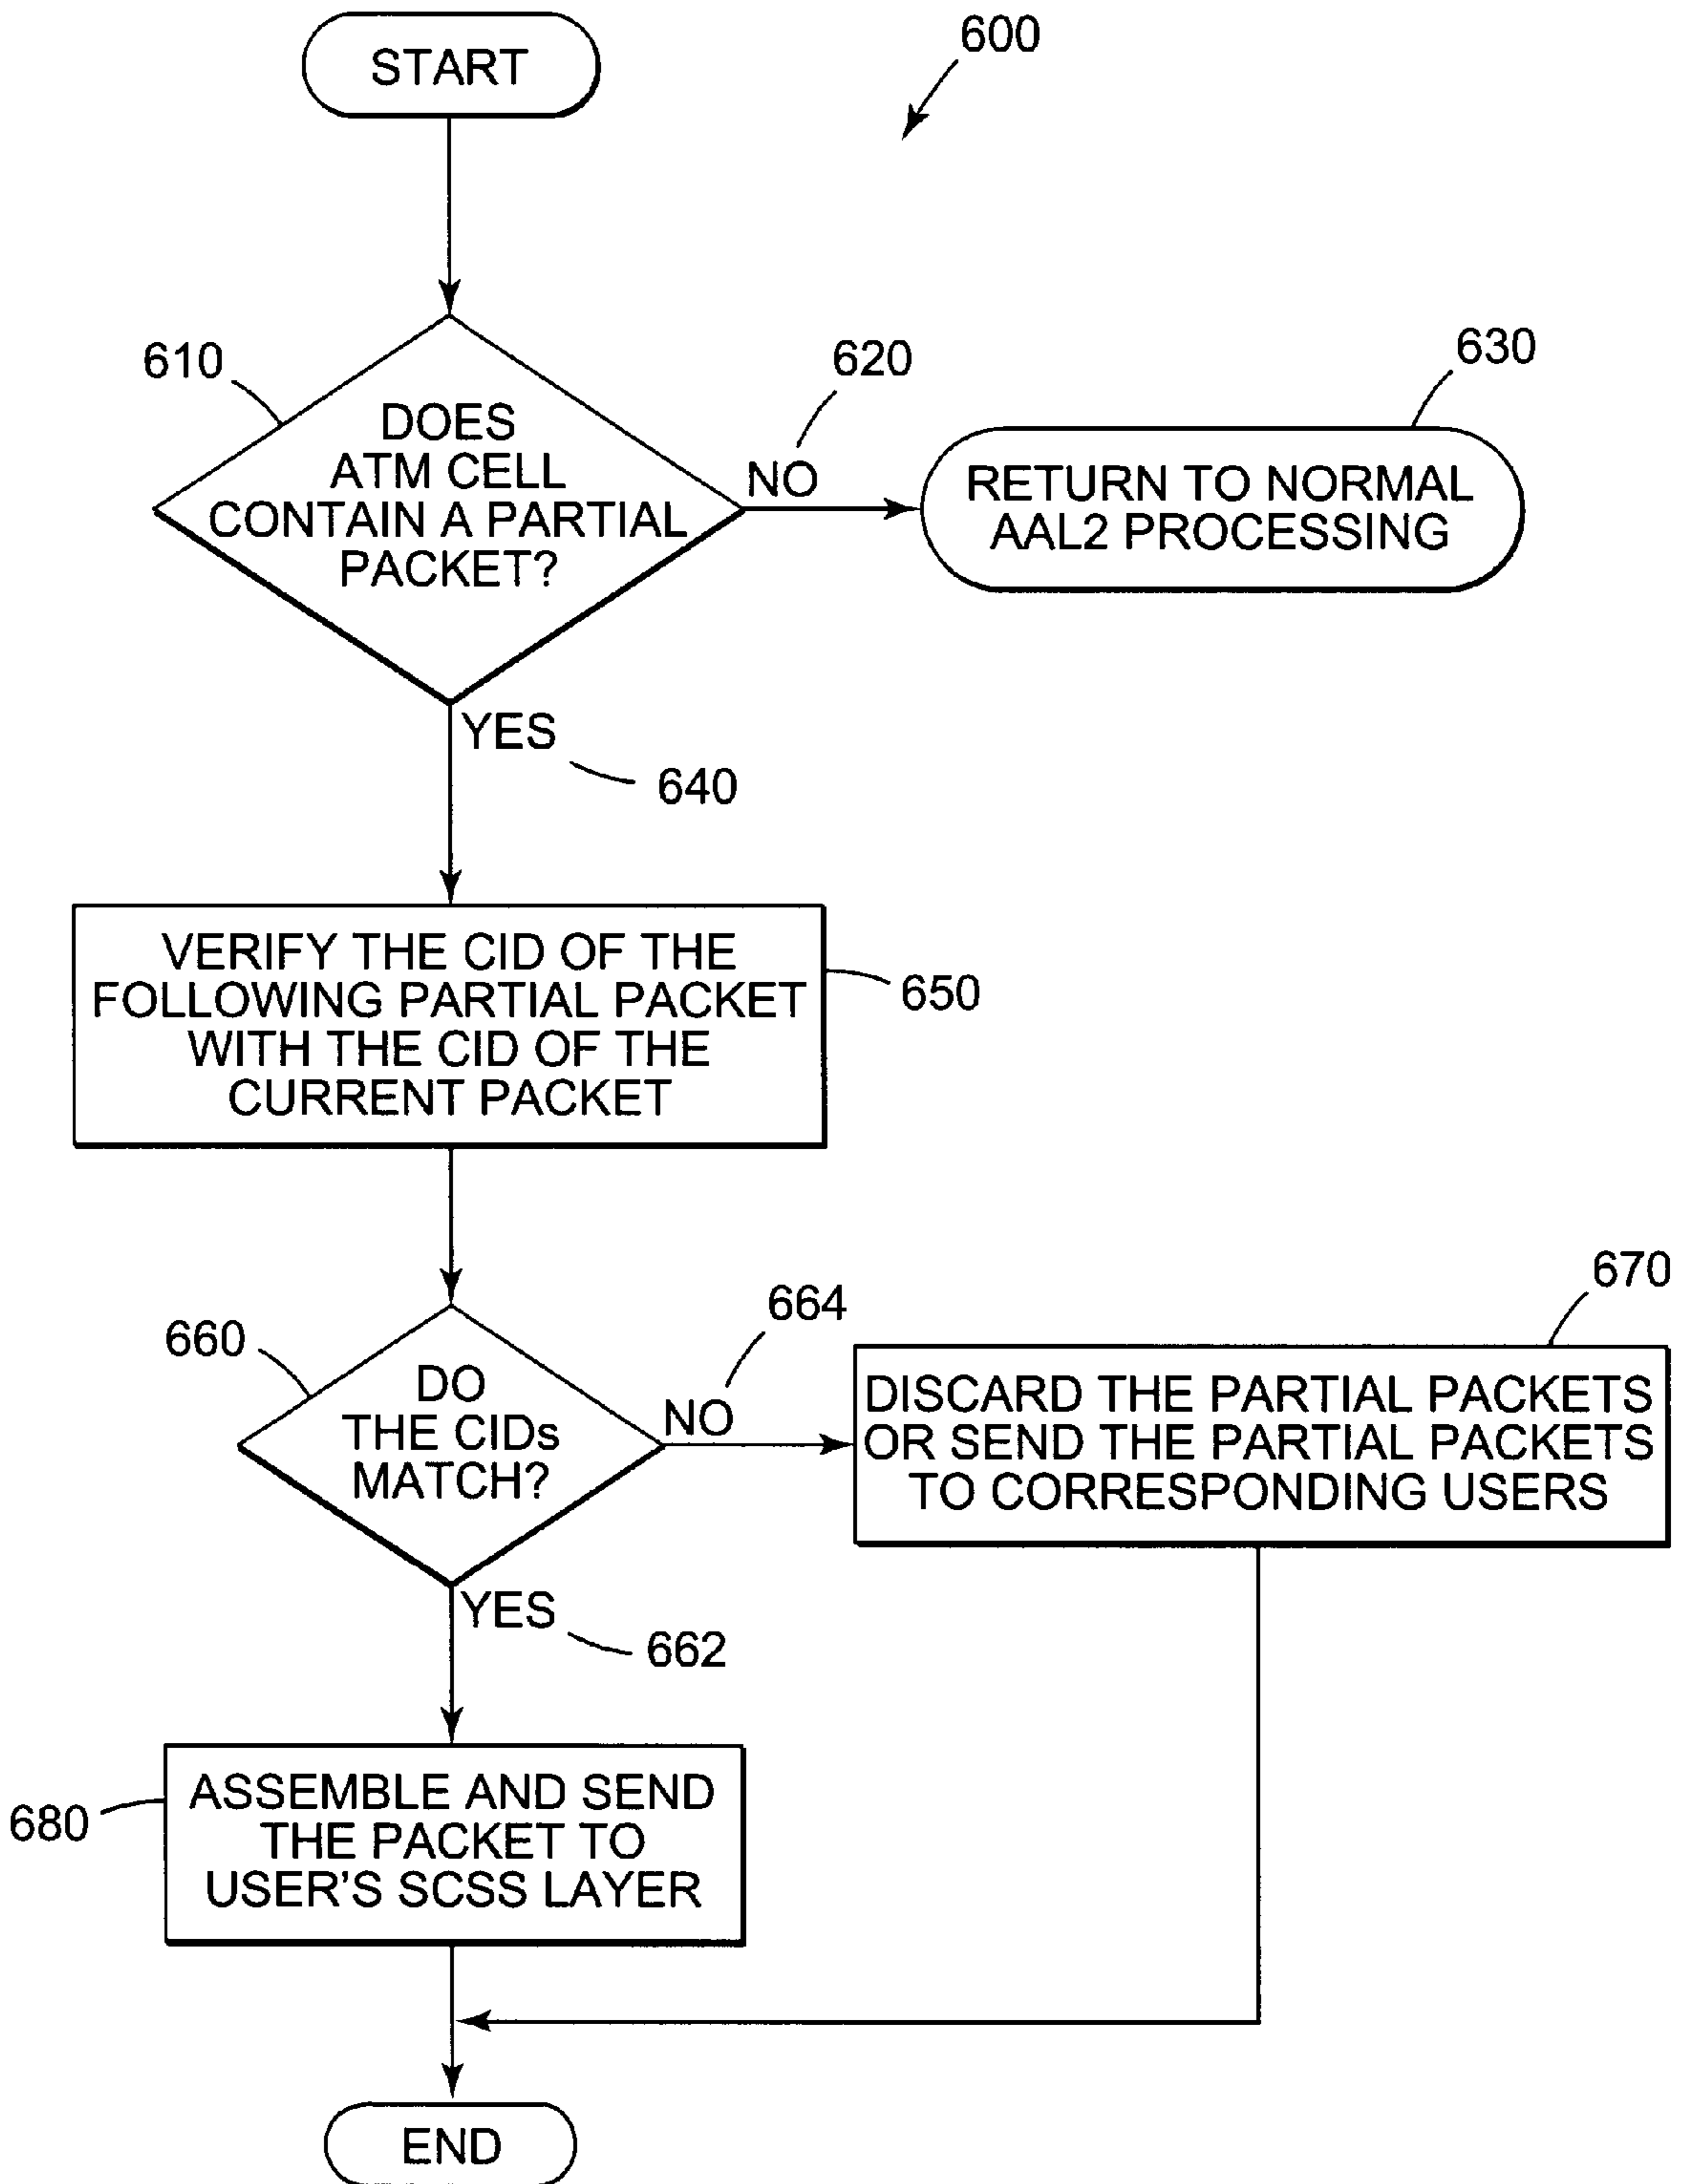 START
600
610
DOES
ATM CELL
CONTAIN A PARTIAL
PACKET?
620
NO
630
RETURN TO NORMAL
AAL2 PROCESSING
YES
640
VERIFY THE CID OF THE
FOLLOWING PARTIAL PACKET
WITH THE CID OF THE
CURRENT PACKET
650
660
DO
THE CIDs
MATCH?
664
NO
670
DISCARD THE PARTIAL PACKETS
OR SEND THE PARTIAL PACKETS
TO CORRESPONDING USERS
YES
662
680
ASSEMBLE AND SEND
THE PACKET TO
USER'S SCSS LAYER
END